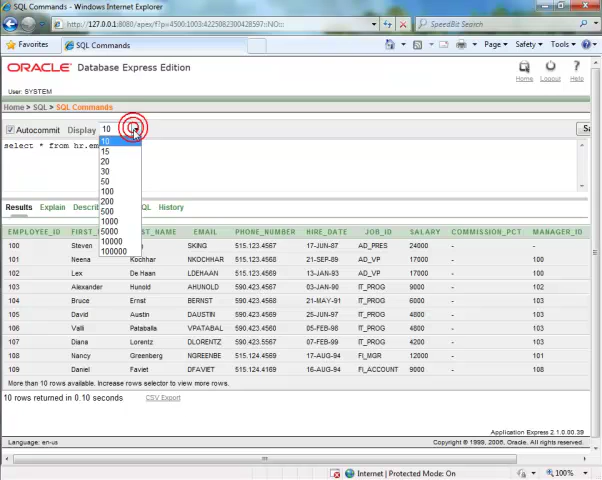 SQL Commands - Windows Internet Explorer
http://127.0.0.1:8080/apex/f?p=4500:1003:4225082300428597::NO:::
SpeedBit Search
Favorites SQL Commands Page Safety Tools
ORACLE Database Express Edition
Home Logout Help
User: SYSTEM
Home > SQL > SQL Commands
Autocommit Display 10
10
15
20
30
50
100
200
500
1000
5000
10000
100000
select * from hr.em
Results Explain Describ QL History
EMPLOYEE_ID FIRST_ ST_NAME EMAIL PHONE_NUMBER HIRE_DATE JOB_ID SALARY COMMISSION_PCT MANAGER_ID
100 Steven SKING 515.123.4567 17-JUN-87 AD_PRES 24000 - -
101 Neena Kochhar NKOCHHAR 515.123.4568 21-SEP-89 AD_VP 17000 - 100
102 Lex De Haan LDEHAAN 515.123.4569 13-JAN-93 AD_VP 17000 - 100
103 Alexander Hunold AHUNOLD 590.423.4567 03-JAN-90 IT_PROG 9000 - 102
104 Bruce Ernst BERNST 590.423.4568 21-MAY-91 IT_PROG 6000 - 103
105 David Austin DAUSTIN 590.423.4569 25-JUN-97 IT_PROG 4800 - 103
106 Valli Pataballa VPATABAL 590.423.4560 05-FEB-98 IT_PROG 4800 - 103
107 Diana Lorentz DLORENTZ 590.423.5567 07-FEB-99 IT_PROG 4200 - 103
108 Nancy Greenberg NGREENBE 515.124.4569 17-AUG-94 FI_MGR 12000 - 101
109 Daniel Faviet DFAVIET 515.124.4169 16-AUG-94 FI_ACCOUNT 9000 - 108
More than 10 rows available. Increase rows selector to view more rows.
10 rows returned in 0.10 seconds CSV Export
Application Express 2.1.0.00.39
Language: en-us Copyright © 1999, 2006, Oracle. All rights reserved.
Internet | Protected Mode: On 100%